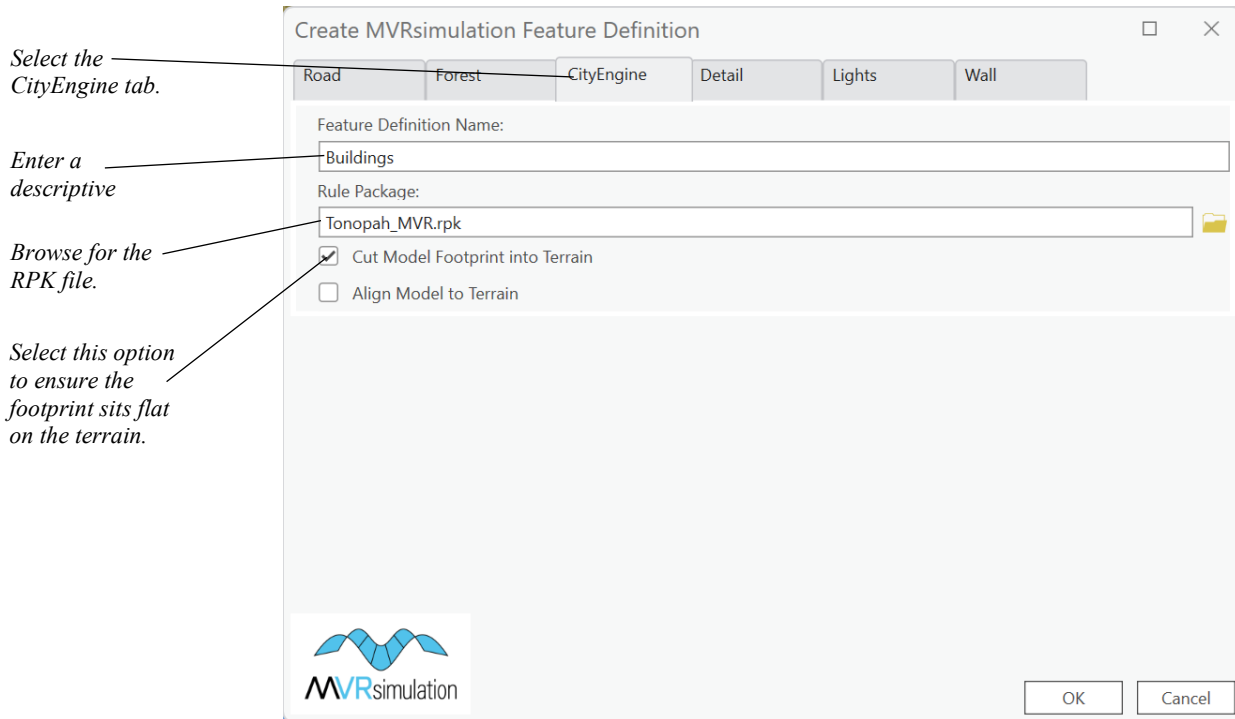 Create MVRsimulation Feature Definition
Select the
CityEngine tab.
Road Forest CityEngine Detail Lights Wall
Feature Definition Name:
Enter a
descriptive
Buildings
Rule Package:
Tonopah_MVR.rpk
Browse for the
RPK file.
Cut Model Footprint into Terrain
Align Model to Terrain
Select this option
to ensure the
footprint sits flat
on the terrain.
MVRsimulation
OK Cancel